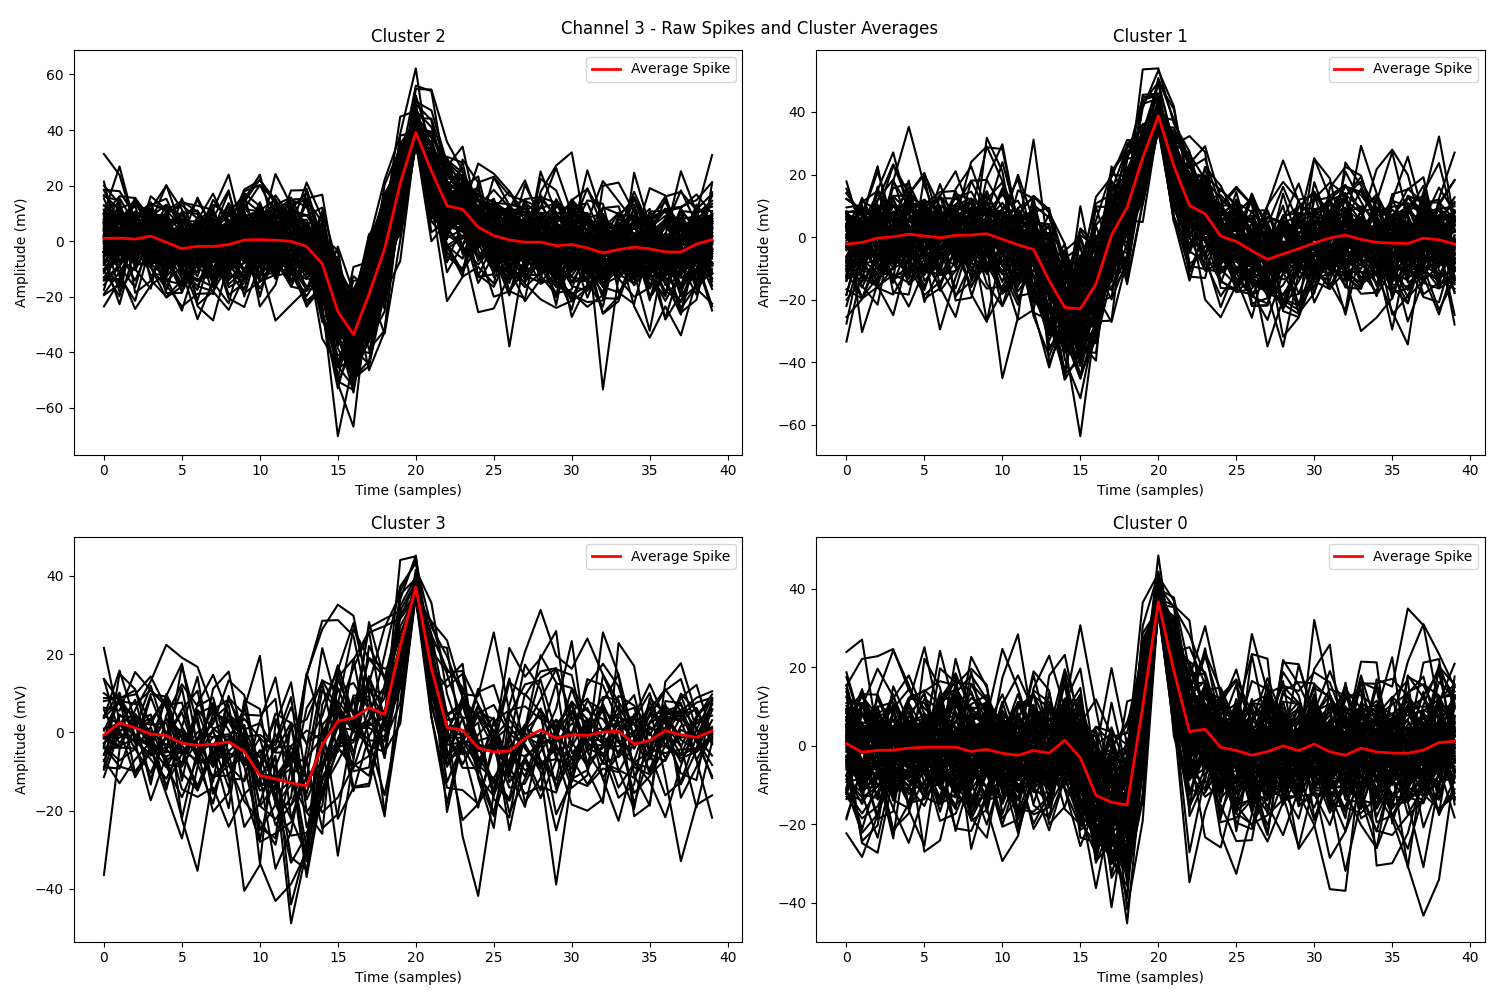 Channel 3 - Raw Spikes and Cluster Averages
Cluster 2
Average Spike
Amplitude (mV)
60
40
20
0
−20
−40
−60
0 5 10 15 20 25 30 35 40
Time (samples)
Cluster 1
Average Spike
Amplitude (mV)
40
20
0
−20
−40
−60
0 5 10 15 20 25 30 35 40
Time (samples)
Cluster 3
Average Spike
Amplitude (mV)
40
20
0
−20
−40
0 5 10 15 20 25 30 35 40
Time (samples)
Cluster 0
Average Spike
Amplitude (mV)
40
20
0
−20
−40
0 5 10 15 20 25 30 35 40
Time (samples)